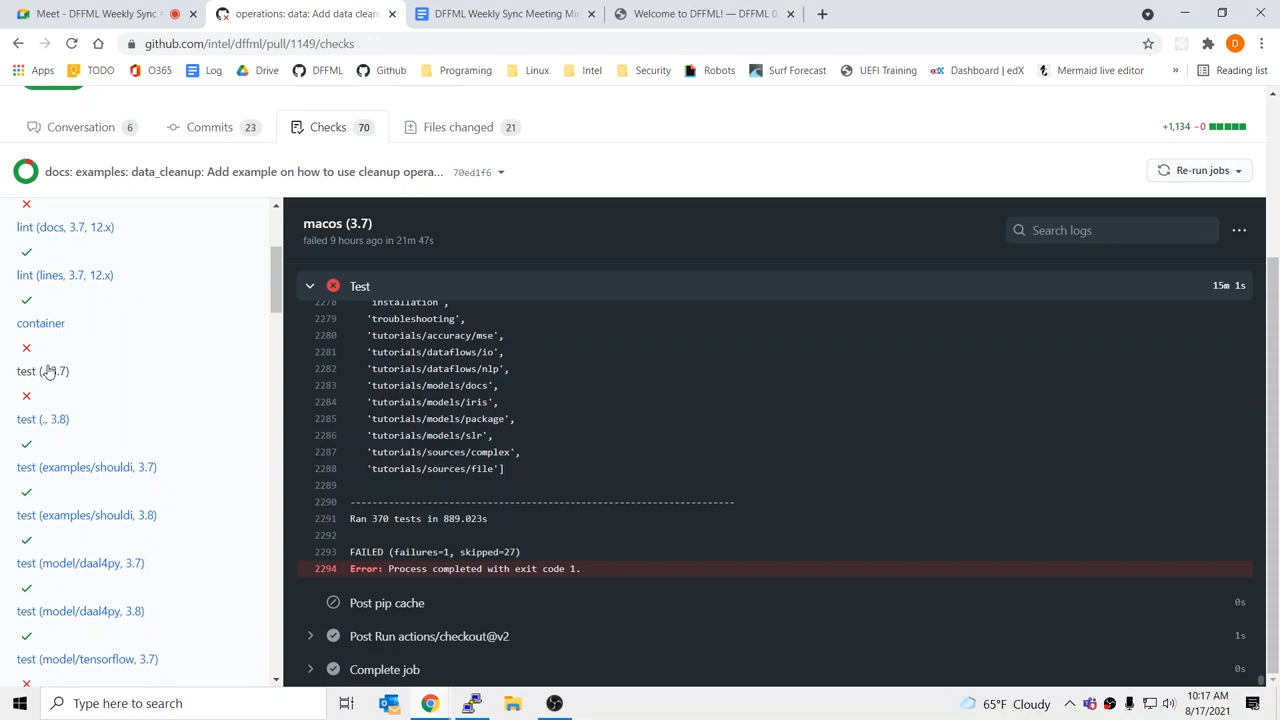 Meet - DFFML Weekly Sync
operations: data: Add data cleanu
DFFML Weekly Sync Meeting Min
Welcome to DFFML! — DFFML 0.
github.com/intel/dffml/pull/1149/checks
D
Apps
TODO
O365
Log
Drive
DFFML
Github
Programing
Linux
Intel
Security
Robots
Surf Forecast
UEFI Training
edX
Dashboard | edX
Mermaid live editor
»
Reading list
Conversation 6
Commits 23
Checks 70
Files changed 21
+1,134 −0
docs: examples: data_cleanup: Add example on how to use cleanup opera... 70ed1f6
Re-run jobs
lint (docs, 3.7, 12.x)
lint (lines, 3.7, 12.x)
container
test (., 3.7)
test (., 3.8)
test (examples/shouldi, 3.7)
test (examples/shouldi, 3.8)
test (model/daal4py, 3.7)
test (model/daal4py, 3.8)
test (model/tensorflow, 3.7)
macos (3.7)
failed 9 hours ago in 21m 47s
Search logs
Test 15m 1s
2278 'installation',
2279 'troubleshooting',
2280 'tutorials/accuracy/mse',
2281 'tutorials/dataflows/io',
2282 'tutorials/dataflows/nlp',
2283 'tutorials/models/docs',
2284 'tutorials/models/iris',
2285 'tutorials/models/package',
2286 'tutorials/models/slr',
2287 'tutorials/sources/complex',
2288 'tutorials/sources/file']
2289
2290 ----------------------------------------------------------------------
2291 Ran 370 tests in 889.023s
2292
2293 FAILED (failures=1, skipped=27)
2294 Error: Process completed with exit code 1.
Post pip cache 0s
Post Run actions/checkout@v2 1s
Complete job 0s
Type here to search
65°F Cloudy
10:17 AM
8/17/2021